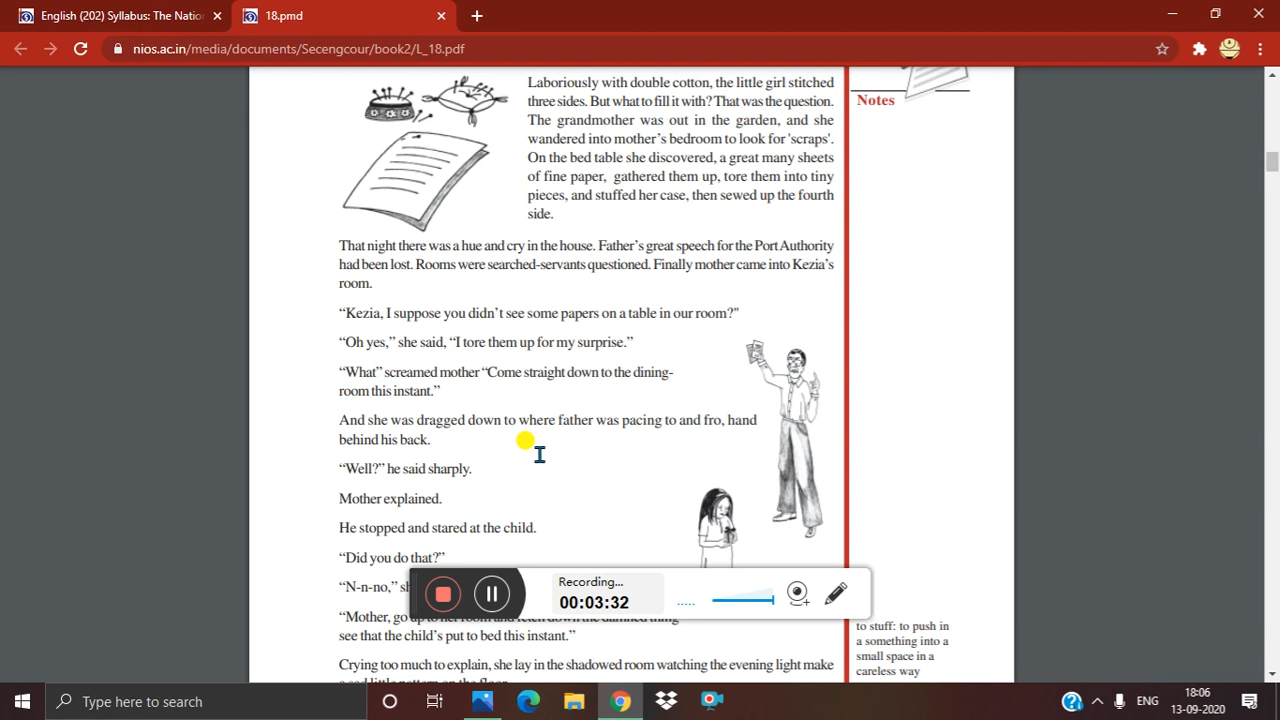 English (202) Syllabus: The Natio
18.pmd
nios.ac.in/media/documents/Secengcour/book2/L_18.pdf
Laboriously with double cotton, the little girl stitched
three sides. But what to fill it with? That was the question.
The grandmother was out in the garden, and she
wandered into mother's bedroom to look for 'scraps'.
On the bed table she discovered, a great many sheets
of fine paper, gathered them up, tore them into tiny
pieces, and stuffed her case, then sewed up the fourth
side.
Notes
That night there was a hue and cry in the house. Father's great speech for the Port Authority
had been lost. Rooms were searched-servants questioned. Finally mother came into Kezia's
room.
“Kezia, I suppose you didn't see some papers on a table in our room?"
“Oh yes,” she said, “I tore them up for my surprise.”
“What” screamed mother “Come straight down to the dining-
room this instant.”
And she was dragged down to where father was pacing to and fro, hand
behind his back.
“Well?” he said sharply.
Mother explained.
He stopped and stared at the child.
“Did you do that?”
“N-n-no,”
“Mother, go
see that the child's put to bed this instant.”
Crying too much to explain, she lay in the shadowed room watching the evening light make
to stuff: to push in
a something into a
small space in a
careless way
Recording...
00:03:32
Type here to search
ENG
18:06
13-09-2020